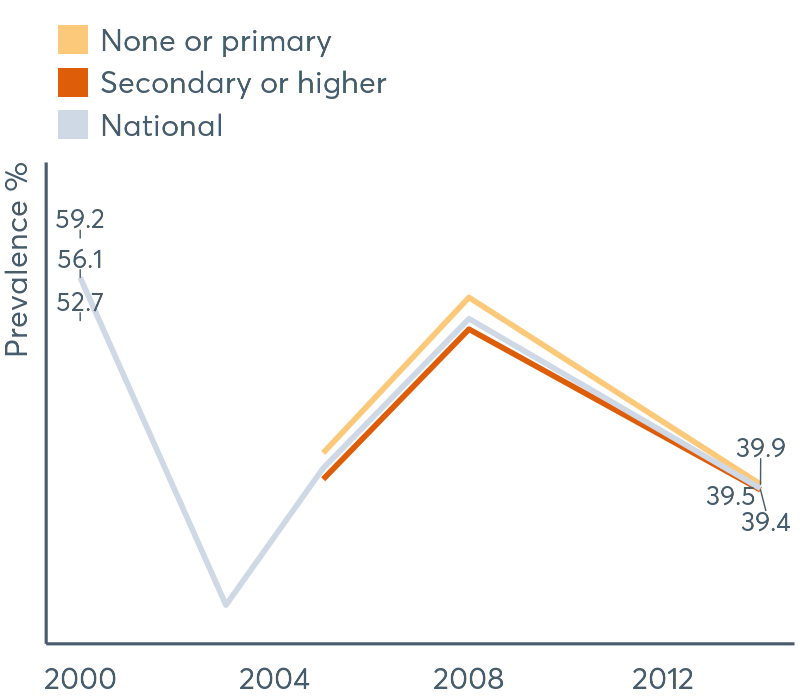 None or primary
Secondary or higher
National
Prevalence %
59.2
56.1
52.7
39.9
39.5
39.4
2000 2004 2008 2012